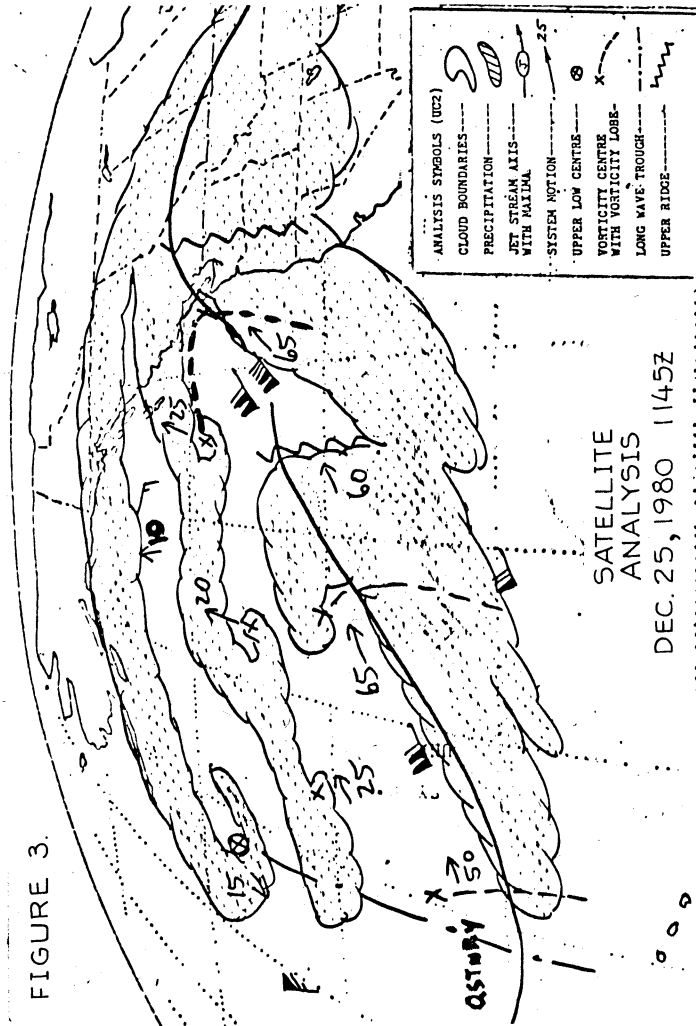 FIGURE 3.
15
10
25
20
25
65
60
65
50
QSTNRY
SATELLITE
ANALYSIS
DEC. 25, 1980 1145Z
ANALYSIS SYMBOLS (UC2)
CLOUD BOUNDARIES
PRECIPITATION
JET STREAM AXIS
WITH MAXIMA
J
SYSTEM MOTION
25
UPPER LOW CENTRE
VORTICITY CENTRE
WITH VORTICITY LOBE
X
LONG WAVE TROUGH
UPPER RIDGE